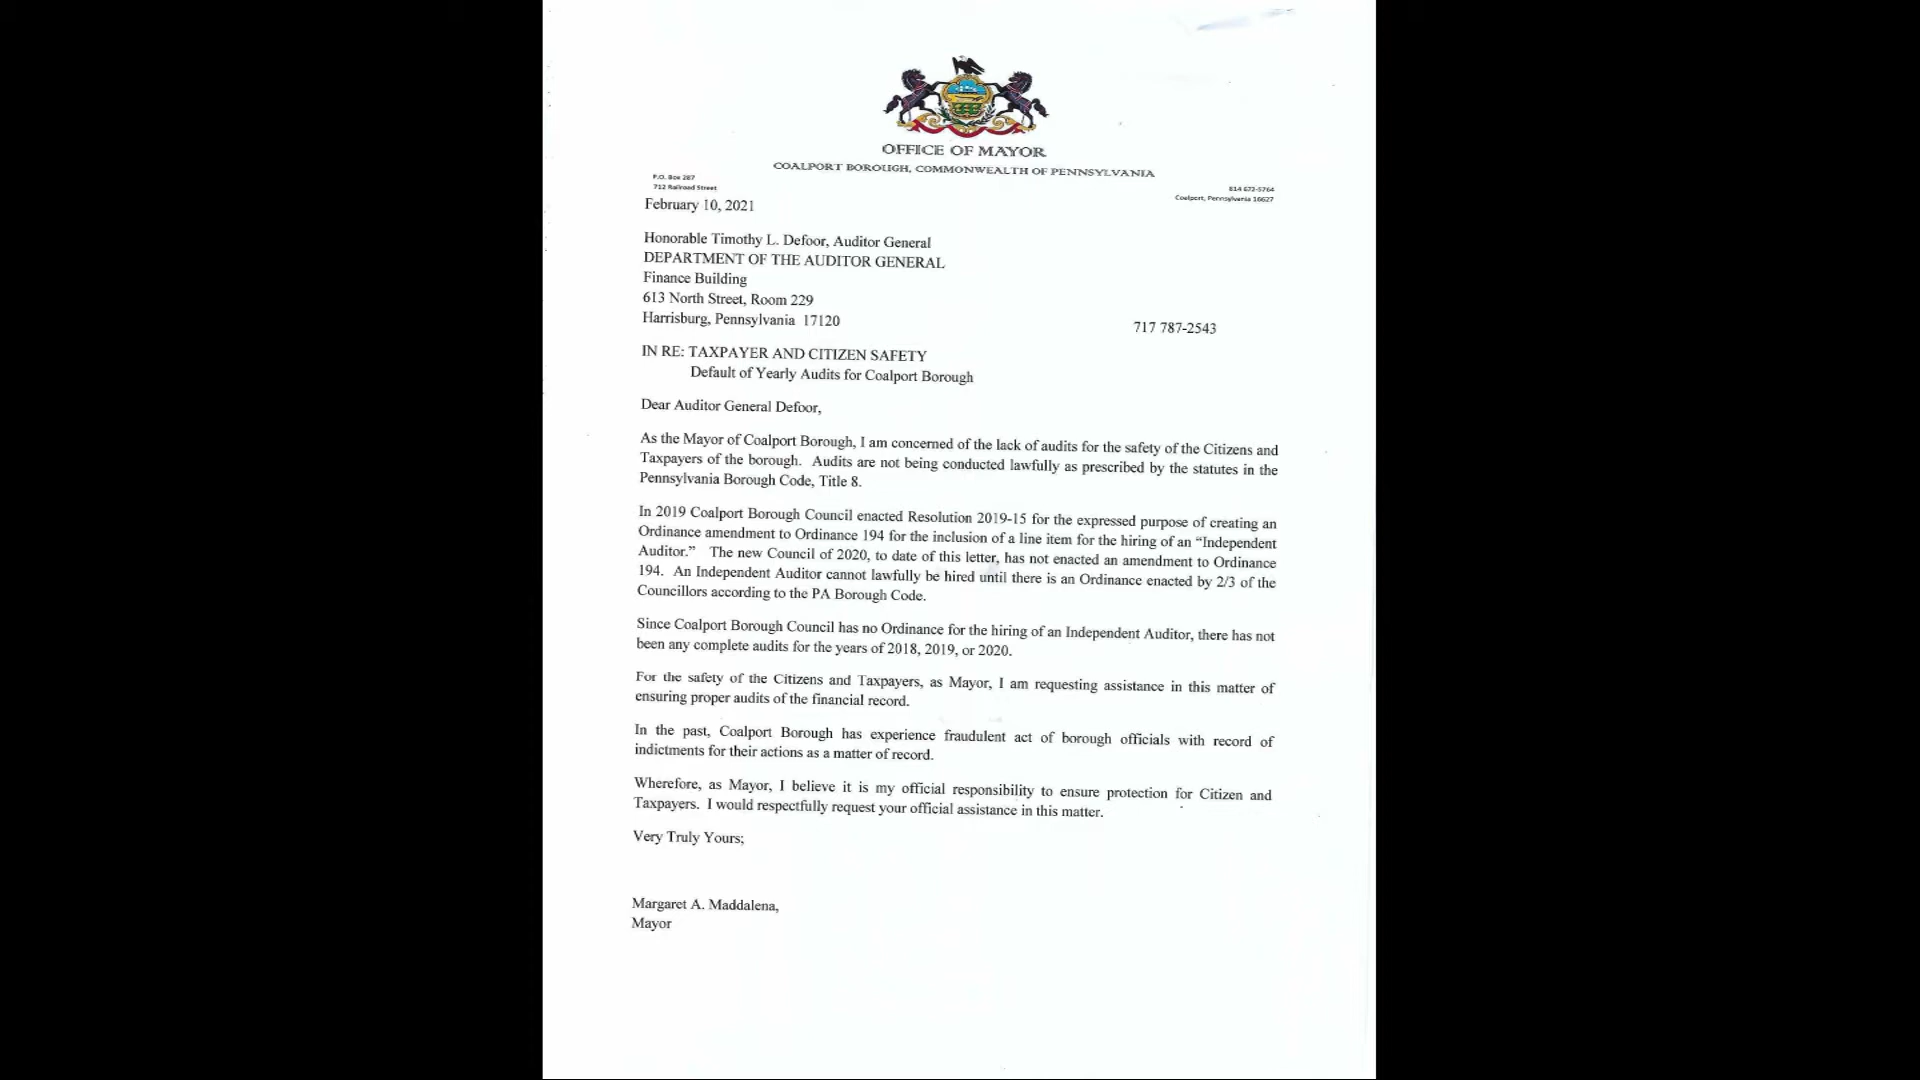 OFFICE OF MAYOR
COALPORT BOROUGH, COMMONWEALTH OF PENNSYLVANIA
P.O. Box 287
712 Railroad Street
814 672-5764
Coalport, Pennsylvania 16627
February 10, 2021
Honorable Timothy L. Defoor, Auditor General
DEPARTMENT OF THE AUDITOR GENERAL
Finance Building
613 North Street, Room 229
Harrisburg, Pennsylvania 17120
717 787-2543
IN RE: TAXPAYER AND CITIZEN SAFETY
Default of Yearly Audits for Coalport Borough
Dear Auditor General Defoor,
As the Mayor of Coalport Borough, I am concerned of the lack of audits for the safety of the Citizens and
Taxpayers of the borough. Audits are not being conducted lawfully as prescribed by the statutes in the
Pennsylvania Borough Code, Title 8.
In 2019 Coalport Borough Council enacted Resolution 2019-15 for the expressed purpose of creating an
Ordinance amendment to Ordinance 194 for the inclusion of a line item for the hiring of an “Independent
Auditor.” The new Council of 2020, to date of this letter, has not enacted an amendment to Ordinance
194. An Independent Auditor cannot lawfully be hired until there is an Ordinance enacted by 2/3 of the
Councillors according to the PA Borough Code.
Since Coalport Borough Council has no Ordinance for the hiring of an Independent Auditor, there has not
been any complete audits for the years of 2018, 2019, or 2020.
For the safety of the Citizens and Taxpayers, as Mayor, I am requesting assistance in this matter of
ensuring proper audits of the financial record.
In the past, Coalport Borough has experience fraudulent act of borough officials with record of
indictments for their actions as a matter of record.
Wherefore, as Mayor, I believe it is my official responsibility to ensure protection for Citizen and
Taxpayers. I would respectfully request your official assistance in this matter.
Very Truly Yours;
Margaret A. Maddalena,
Mayor